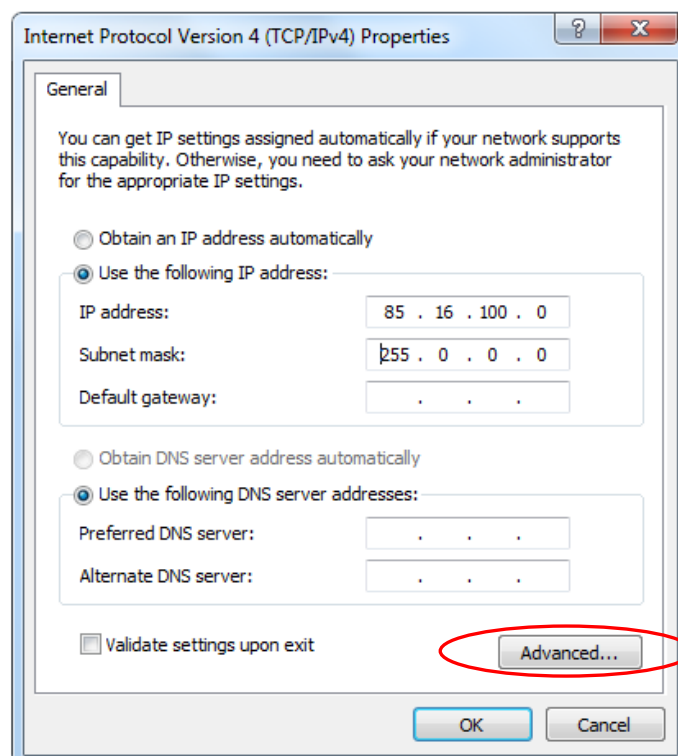 Internet Protocol Version 4 (TCP/IPv4) Properties
General
You can get IP settings assigned automatically if your network supports
this capability. Otherwise, you need to ask your network administrator
for the appropriate IP settings.
Obtain an IP address automatically
Use the following IP address:
IP address: 85 . 16 . 100 . 0
Subnet mask: 255 . 0 . 0 . 0
Default gateway: . . .
Obtain DNS server address automatically
Use the following DNS server addresses:
Preferred DNS server: . . .
Alternate DNS server: . . .
Validate settings upon exit
Advanced...
OK Cancel